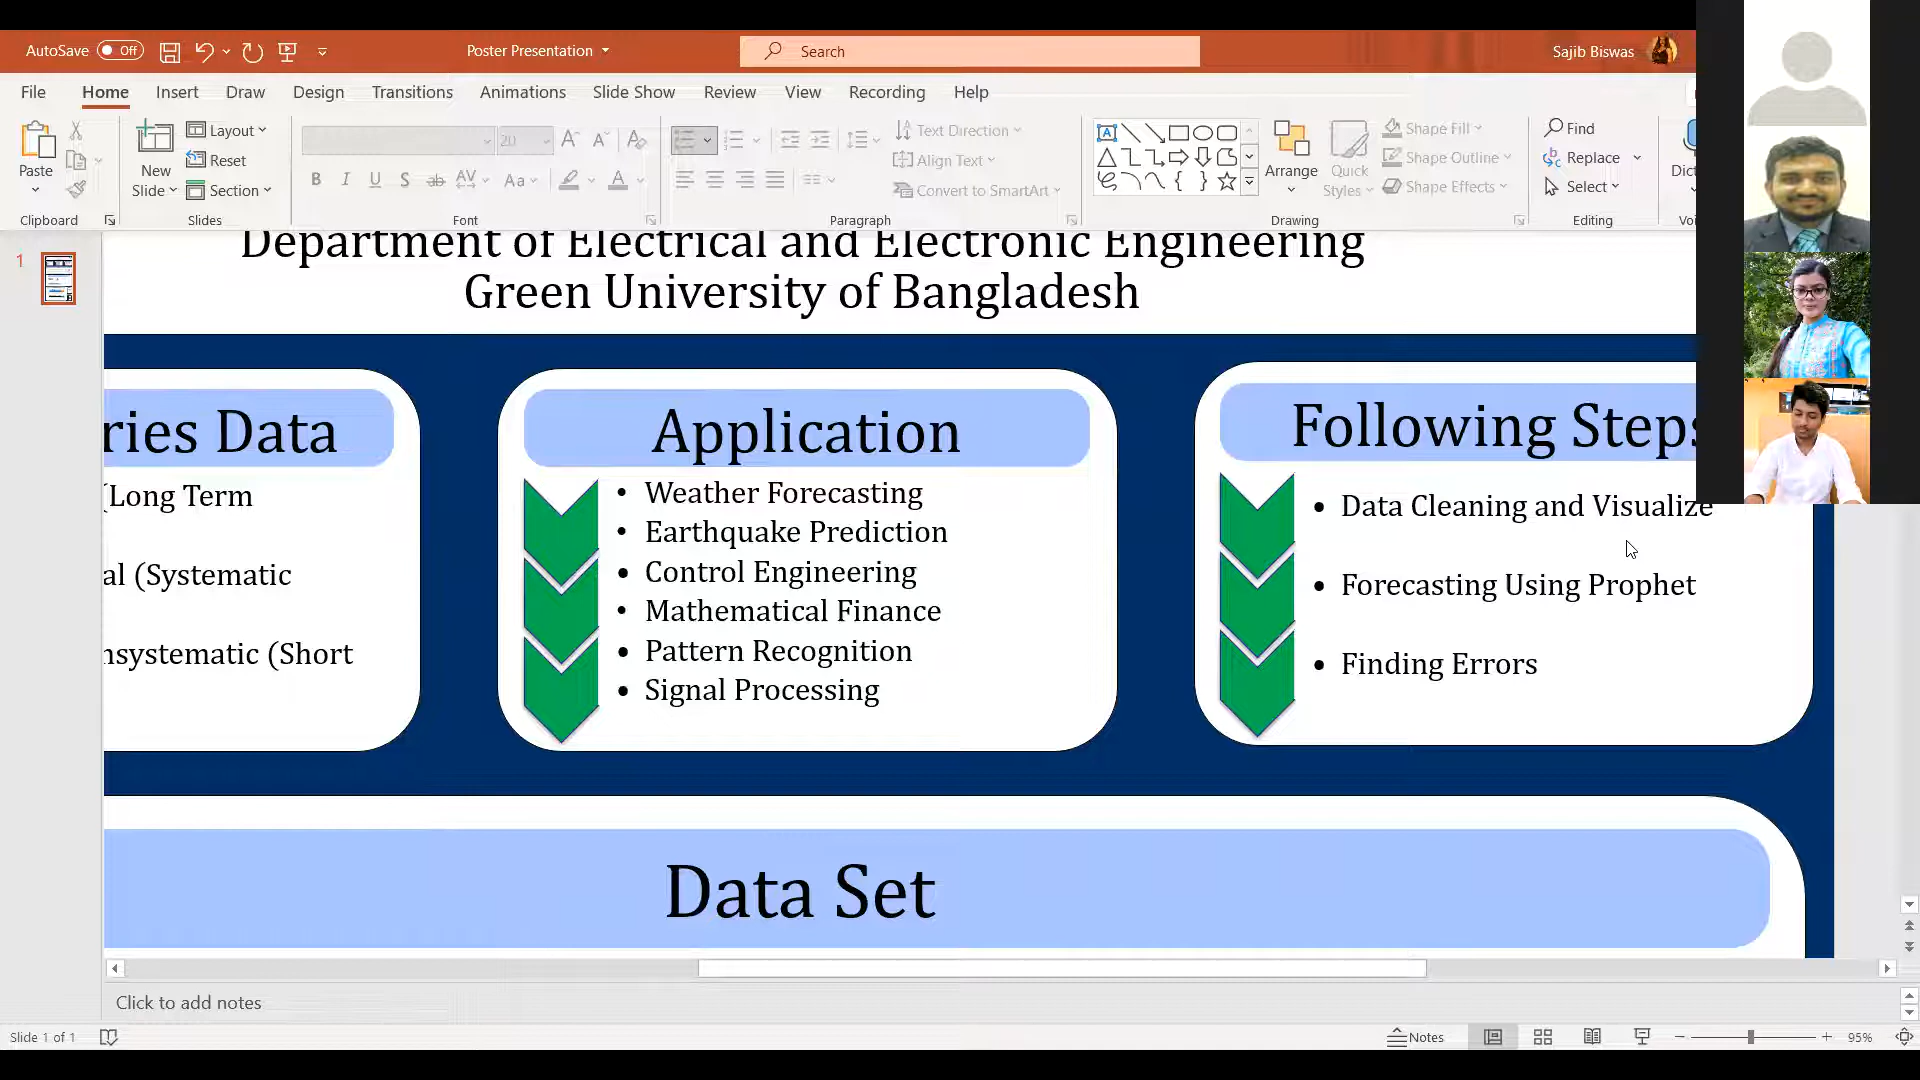 AutoSave Off
Poster Presentation
Search
Sajib Biswas
File Home Insert Draw Design Transitions Animations Slide Show Review View Recording Help
Paste
New
Slide
Layout
Reset
Section
20
B I U S ab AV Aa A
Text Direction
Align Text
Convert to SmartArt
Arrange
Quick
Styles
Shape Fill
Shape Outline
Shape Effects
Find
Replace
Select
Clipboard Slides Font Paragraph Drawing Editing
1
Department of Electrical and Electronic Engineering
Green University of Bangladesh
ries Data
(Long Term
al (Systematic
nsystematic (Short
Application
• Weather Forecasting
• Earthquake Prediction
• Control Engineering
• Mathematical Finance
• Pattern Recognition
• Signal Processing
Following Steps
• Data Cleaning and Visualize
• Forecasting Using Prophet
• Finding Errors
Data Set
Click to add notes
Slide 1 of 1
Notes
95%